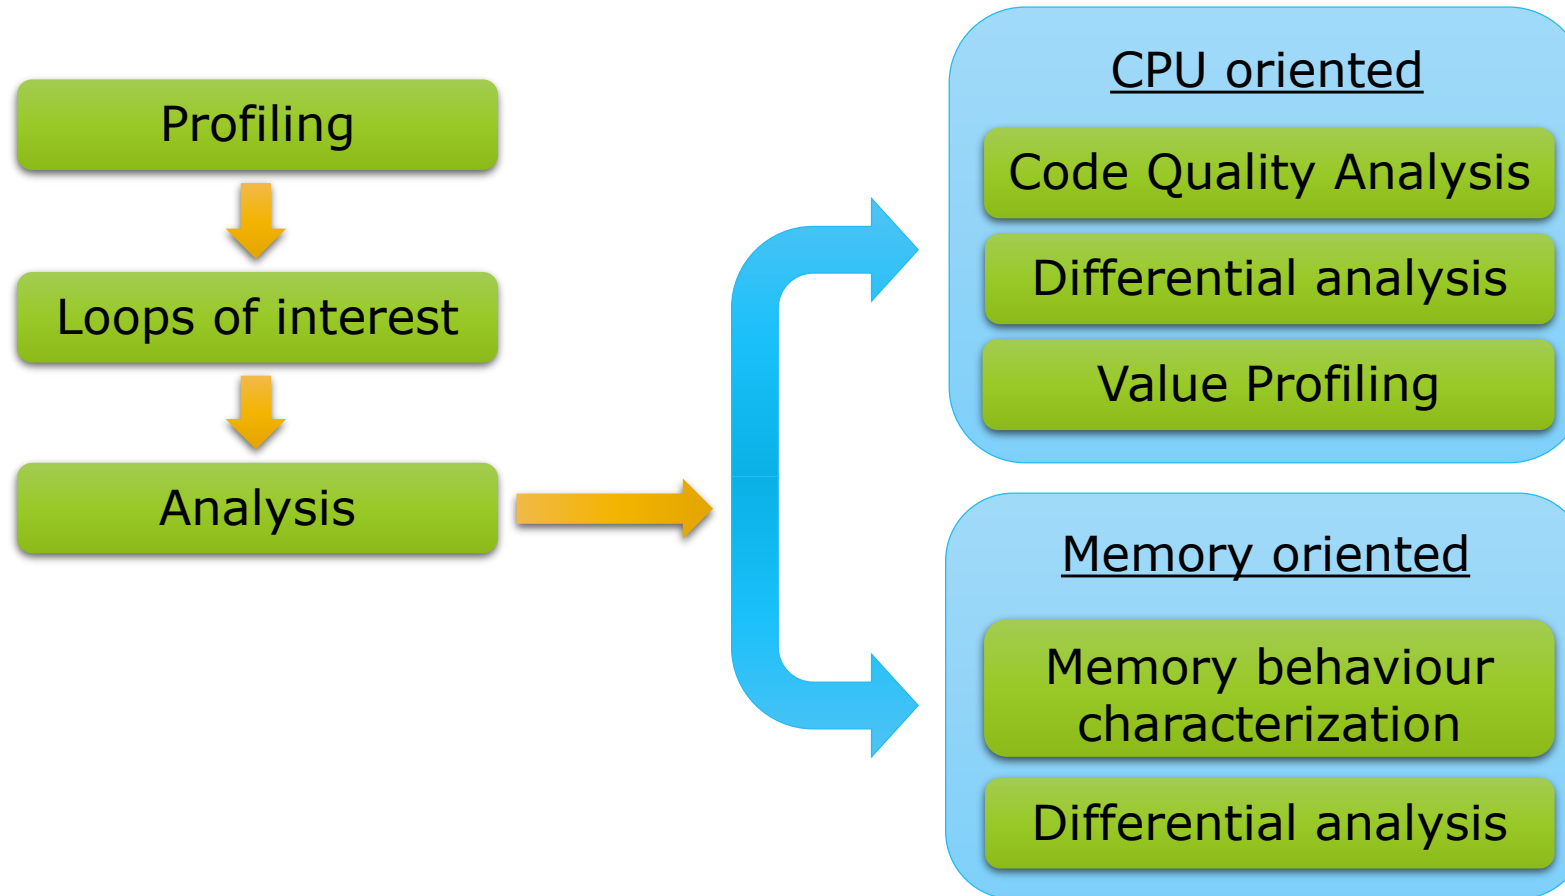 Profiling
Loops of interest
Analysis
CPU oriented
Code Quality Analysis
Differential analysis
Value Profiling
Memory oriented
Memory behaviour
characterization
Differential analysis